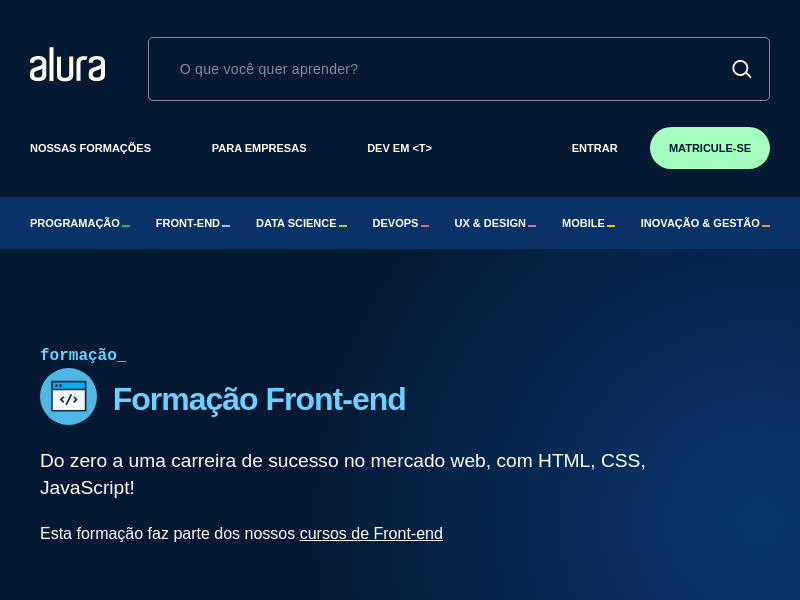 alura
O que você quer aprender?
NOSSAS FORMAÇÕES
PARA EMPRESAS
DEV EM <T>
ENTRAR
MATRICULE-SE
PROGRAMAÇÃO_
FRONT-END_
DATA SCIENCE_
DEVOPS_
UX & DESIGN_
MOBILE_
INOVAÇÃO & GESTÃO_
formação_
</>
Formação Front-end
Do zero a uma carreira de sucesso no mercado web, com HTML, CSS,
JavaScript!
Esta formação faz parte dos nossos cursos de Front-end